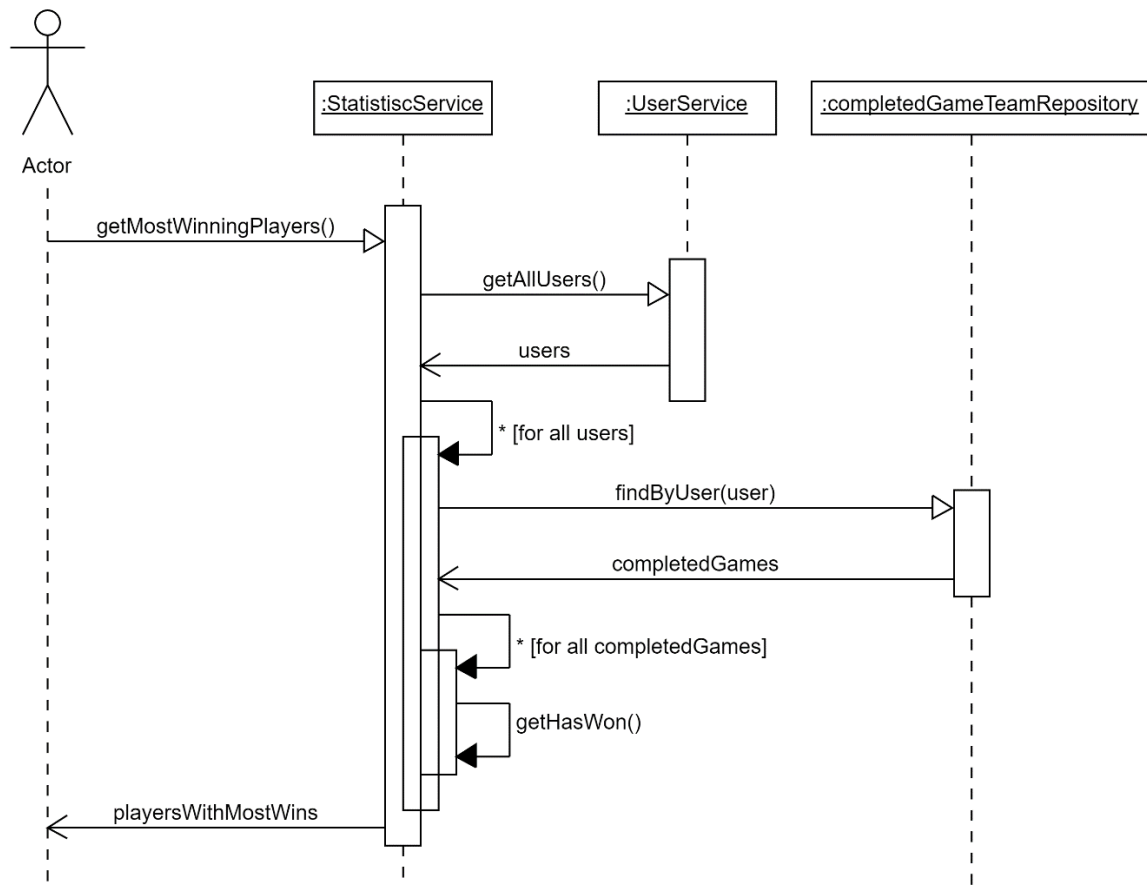 Actor
:StatistiscService
:UserService
:completedGameTeamRepository
getMostWinningPlayers()
getAllUsers()
users
* [for all users]
findByUser(user)
completedGames
* [for all completedGames]
getHasWon()
playersWithMostWins